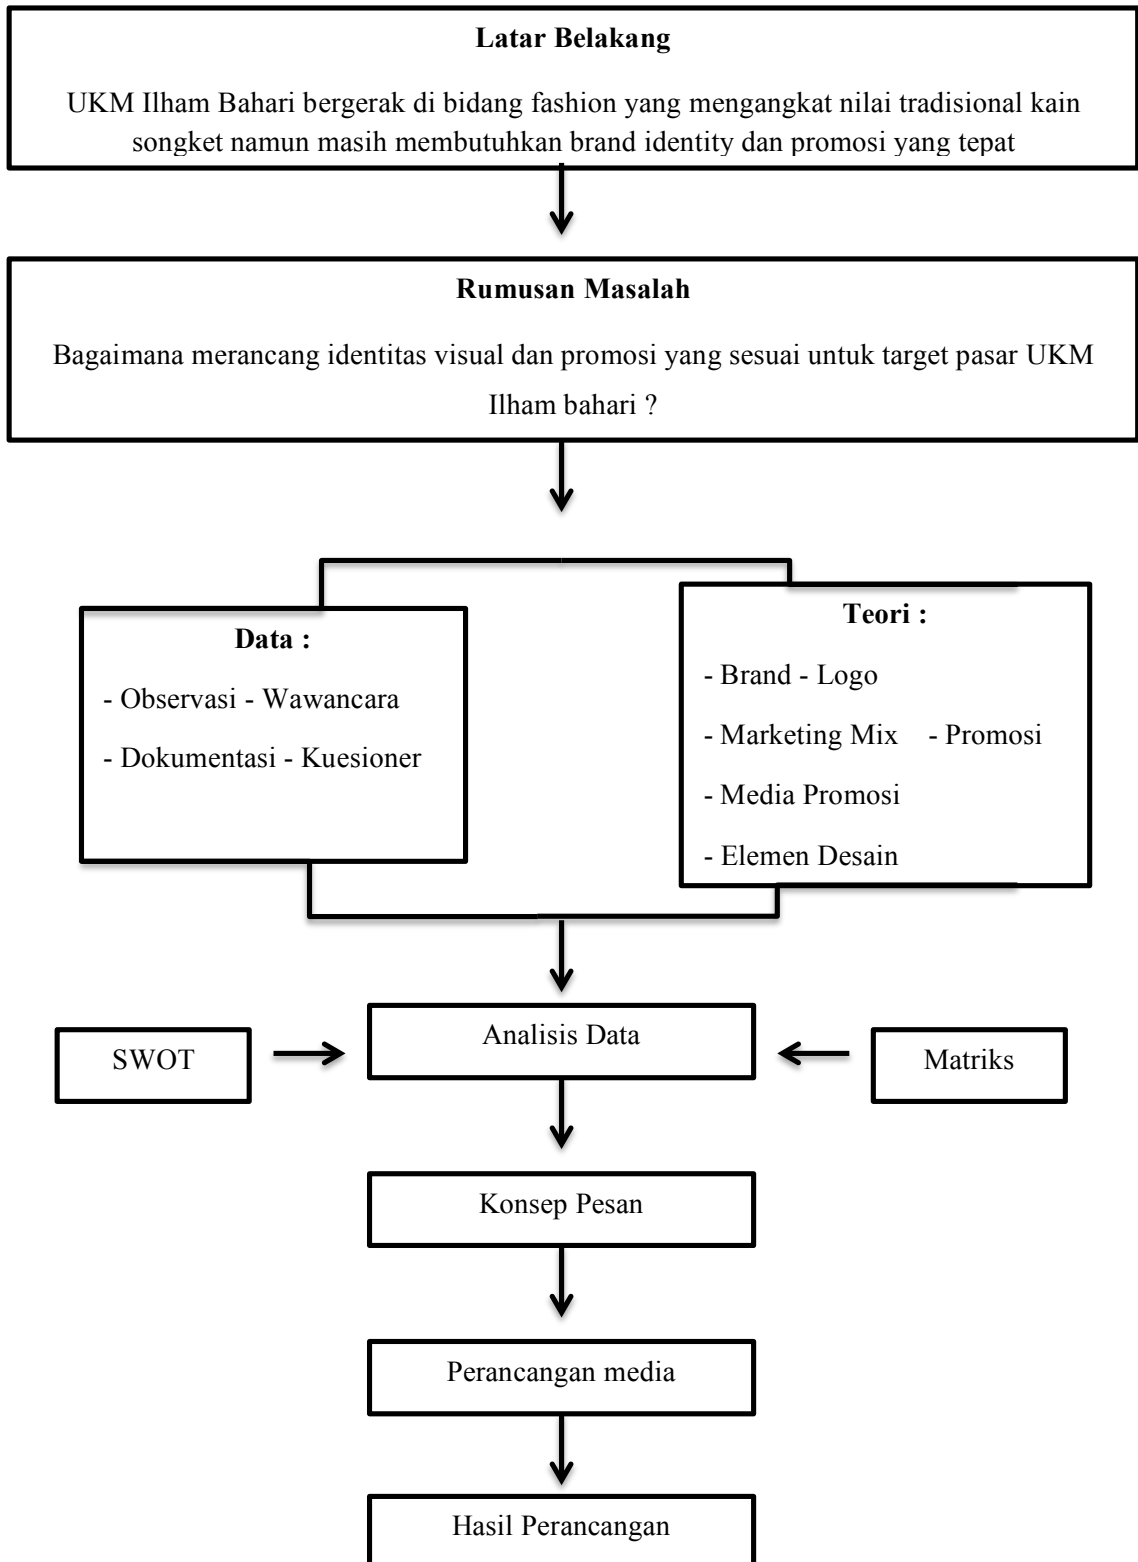 Latar Belakang
UKM Ilham Bahari bergerak di bidang fashion yang mengangkat nilai tradisional kain
songket namun masih membutuhkan brand identity dan promosi yang tepat
Rumusan Masalah
Bagaimana merancang identitas visual dan promosi yang sesuai untuk target pasar UKM
Ilham bahari ?
Data :
- Observasi - Wawancara
- Dokumentasi - Kuesioner
Teori :
- Brand - Logo
- Marketing Mix - Promosi
- Media Promosi
- Elemen Desain
SWOT
Analisis Data
Matriks
Konsep Pesan
Perancangan media
Hasil Perancangan